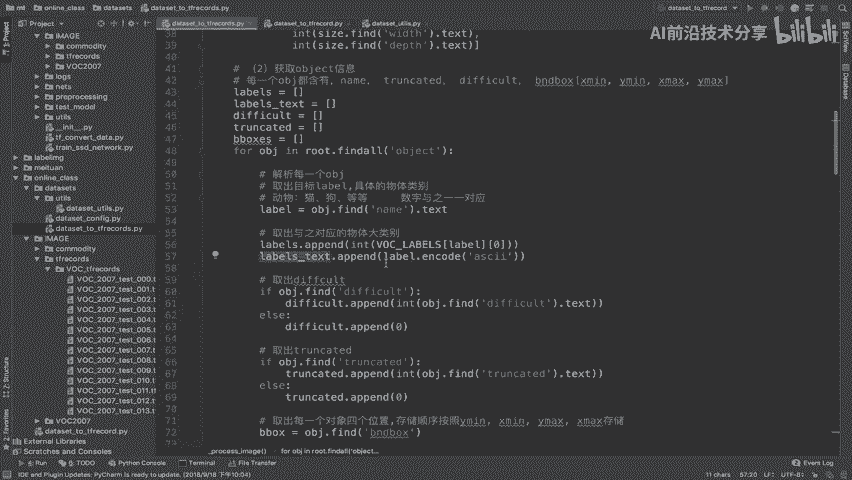 mt
online_class
datasets
dataset_to_tfrecords.py
dataset_to_tfrecord
Project
dataset_to_tfrecords.py
dataset_to_tfrecord.py
dataset_utils.py
AI前沿技术分享 bilibili
IMAGE
commodity
tfrecords
VOC2007
logs
nets
preprocessing
test_modal
utils
__init__.py
tf_convert_data.py
train_ssd_network.py
labelimg
meituan
online_class
datasets
utils
dataset_utils.py
dataset_config.py
dataset_to_tfrecords.py
IMAGE
commodity
tfrecords
VOC_tfrecords
VOC_2007_test_000.t
VOC_2007_test_001.t
VOC_2007_test_002.t
VOC_2007_test_003.t
VOC_2007_test_004.t
VOC_2007_test_005.t
VOC_2007_test_006.t
VOC_2007_test_007.t
VOC_2007_test_008.t
VOC_2007_test_009.t
VOC_2007_test_010.t
VOC_2007_test_011.t
VOC_2007_test_012.t
VOC_2007_test_013.t
VOC2007
dataset_to_tfrecord.py
External Libraries
Scratches and Consoles
38 int(size.find('width').text),
39 int(size.find('depth').text)]
40
41 # （2）获取object信息
42 # 每一个obj都含有，name， truncated， difficult， bndbox[xmin, ymin, xmax, ymax]
43 labels = []
44 labels_text = []
45 difficult = []
46 truncated = []
47 bboxes = []
48 for obj in root.findall('object'):
49
50 # 解析每一个obj
51 # 取出目标label,具体的物体类别
52 # 动物：猫、狗、等等 数字与之一一对应
53 label = obj.find('name').text
54
55 # 取出与之对应的物体大类别
56 labels.append(int(VOC_LABELS[label][0]))
57 labels_text.append(label.encode('ascii'))
58
59 # 取出diffcult
60 if obj.find('difficult'):
61 difficult.append(int(obj.find('difficult').text))
62 else:
63 difficult.append(0)
64
65 # 取出truncated
66 if obj.find('truncated'):
67 truncated.append(int(obj.find('truncated').text))
68 else:
69 truncated.append(0)
70
71 # 取出每一个对象四个位置,存储顺序按照ymin, xmin, ymax, xmax存储
72 bbox = obj.find('bndbox')
_process_image()
for obj in root.findall('object...
1: Project
7: Structure
2: Favorites
SciView
Database
4: Run
6: TODO
Python Console
Terminal
File Transfer
Event Log
IDE and Plugin Updates: PyCharm is ready to update. (2018/9/18 下午10:04)
11 chars
57:20
LF:
UTF-8